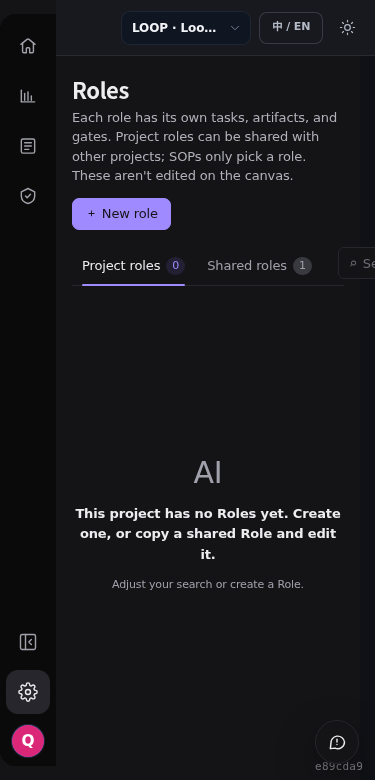 LOOP · Loo...
中 / EN
Roles
Each role has its own tasks, artifacts, and
gates. Project roles can be shared with
other projects; SOPs only pick a role.
These aren't edited on the canvas.
+ New role
Project roles 0
Shared roles 1
Se
AI
This project has no Roles yet. Create
one, or copy a shared Role and edit
it.
Adjust your search or create a Role.
Q
e89cda9